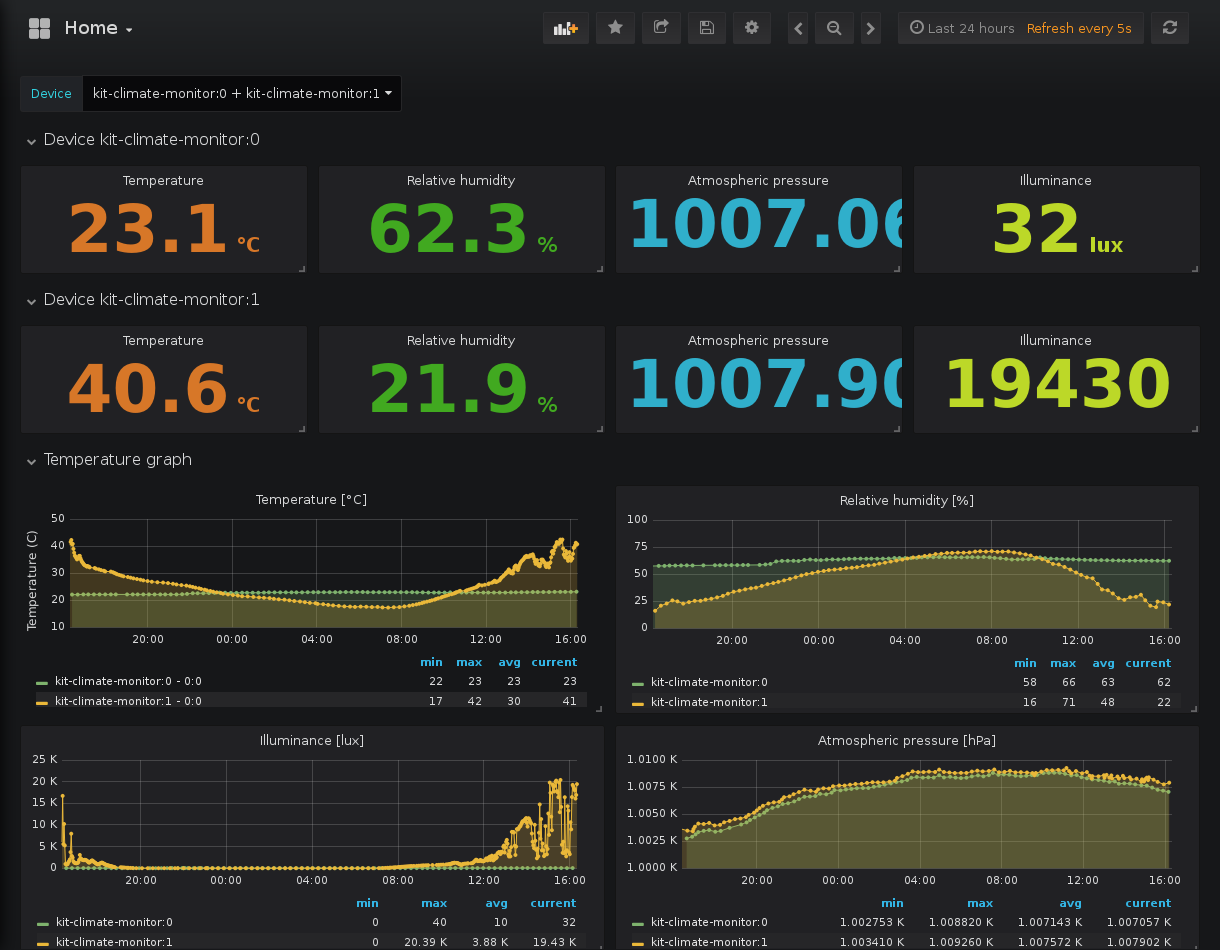 Home
Last 24 hours Refresh every 5s
Device kit-climate-monitor:0 + kit-climate-monitor:1
Device kit-climate-monitor:0
Temperature Relative humidity Atmospheric pressure Illuminance
23.1 °C 62.3 % 1007.06 32 lux
Device kit-climate-monitor:1
Temperature Relative humidity Atmospheric pressure Illuminance
40.6 °C 21.9 % 1007.90 19430
Temperature graph
Temperature [°C]
Temperature (C)
50
40
30
20
10
20:00 00:00 04:00 08:00 12:00 16:00
min max avg current
kit-climate-monitor:0 - 0:0 22 23 23 23
kit-climate-monitor:1 - 0:0 17 42 30 41
Relative humidity [%]
100
75
50
25
0
20:00 00:00 04:00 08:00 12:00 16:00
min max avg current
kit-climate-monitor:0 58 66 63 62
kit-climate-monitor:1 16 71 48 22
Illuminance [lux]
25 K
20 K
15 K
10 K
5 K
0
20:00 00:00 04:00 08:00 12:00 16:00
min max avg current
kit-climate-monitor:0 0 40 10 32
kit-climate-monitor:1 0 20.39 K 3.88 K 19.43 K
Atmospheric pressure [hPa]
1.0100 K
1.0075 K
1.0050 K
1.0025 K
1.0000 K
20:00 00:00 04:00 08:00 12:00 16:00
min max avg current
kit-climate-monitor:0 1.002753 K 1.008820 K 1.007143 K 1.007057 K
kit-climate-monitor:1 1.003410 K 1.009260 K 1.007572 K 1.007902 K